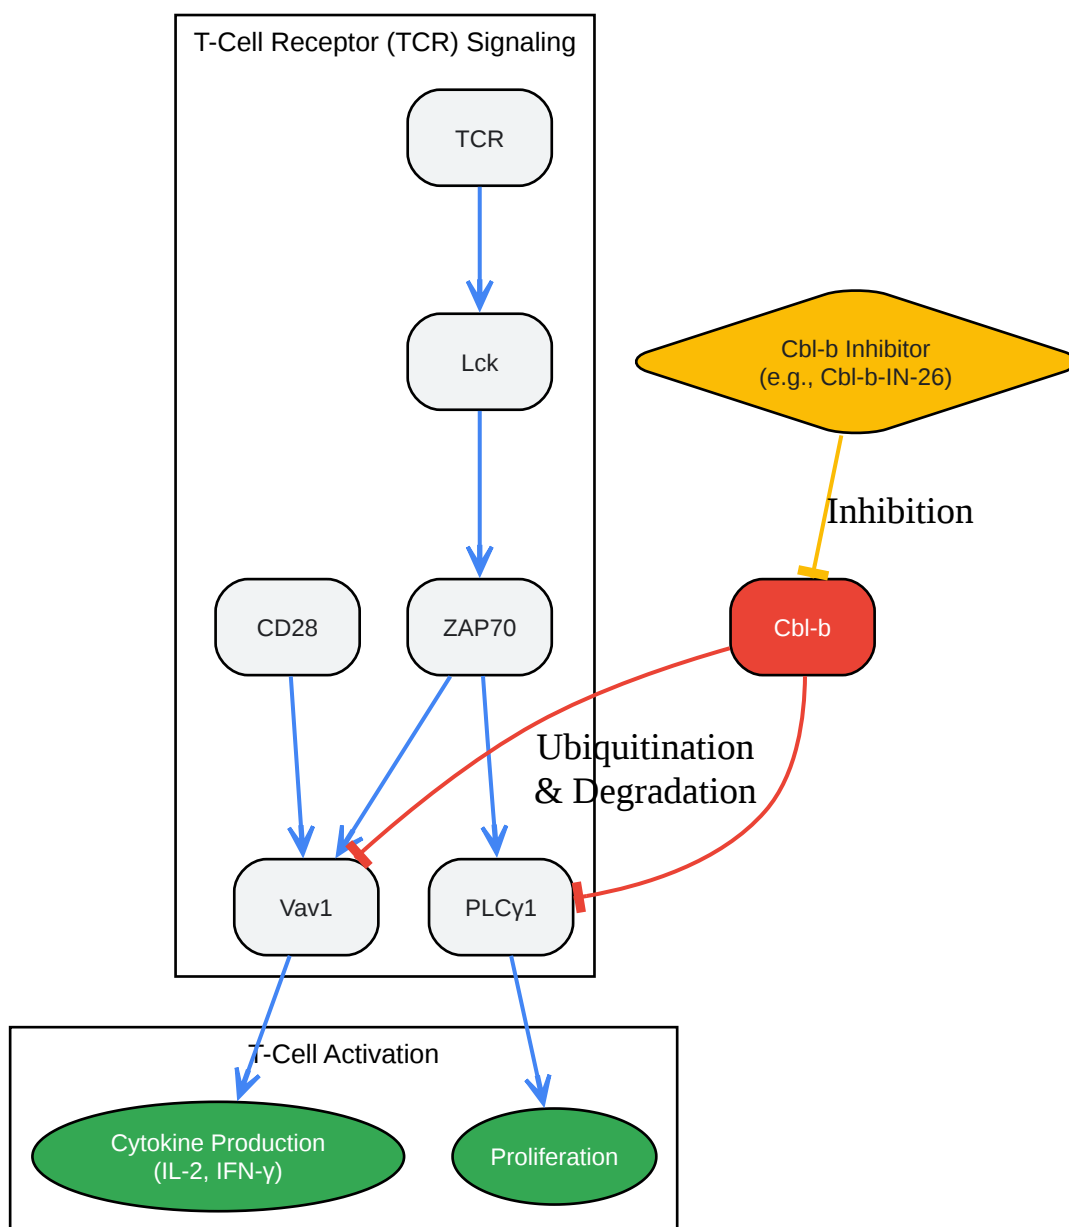 T-Cell Receptor (TCR) Signaling
TCR
Lck
Cbl-b Inhibitor
(e.g., Cbl-b-IN-26)
Inhibition
CD28
ZAP70
Cbl-b
Ubiquitination
& Degradation
Vav1
PLCγ1
T-Cell Activation
Cytokine Production
(IL-2, IFN-γ)
Proliferation